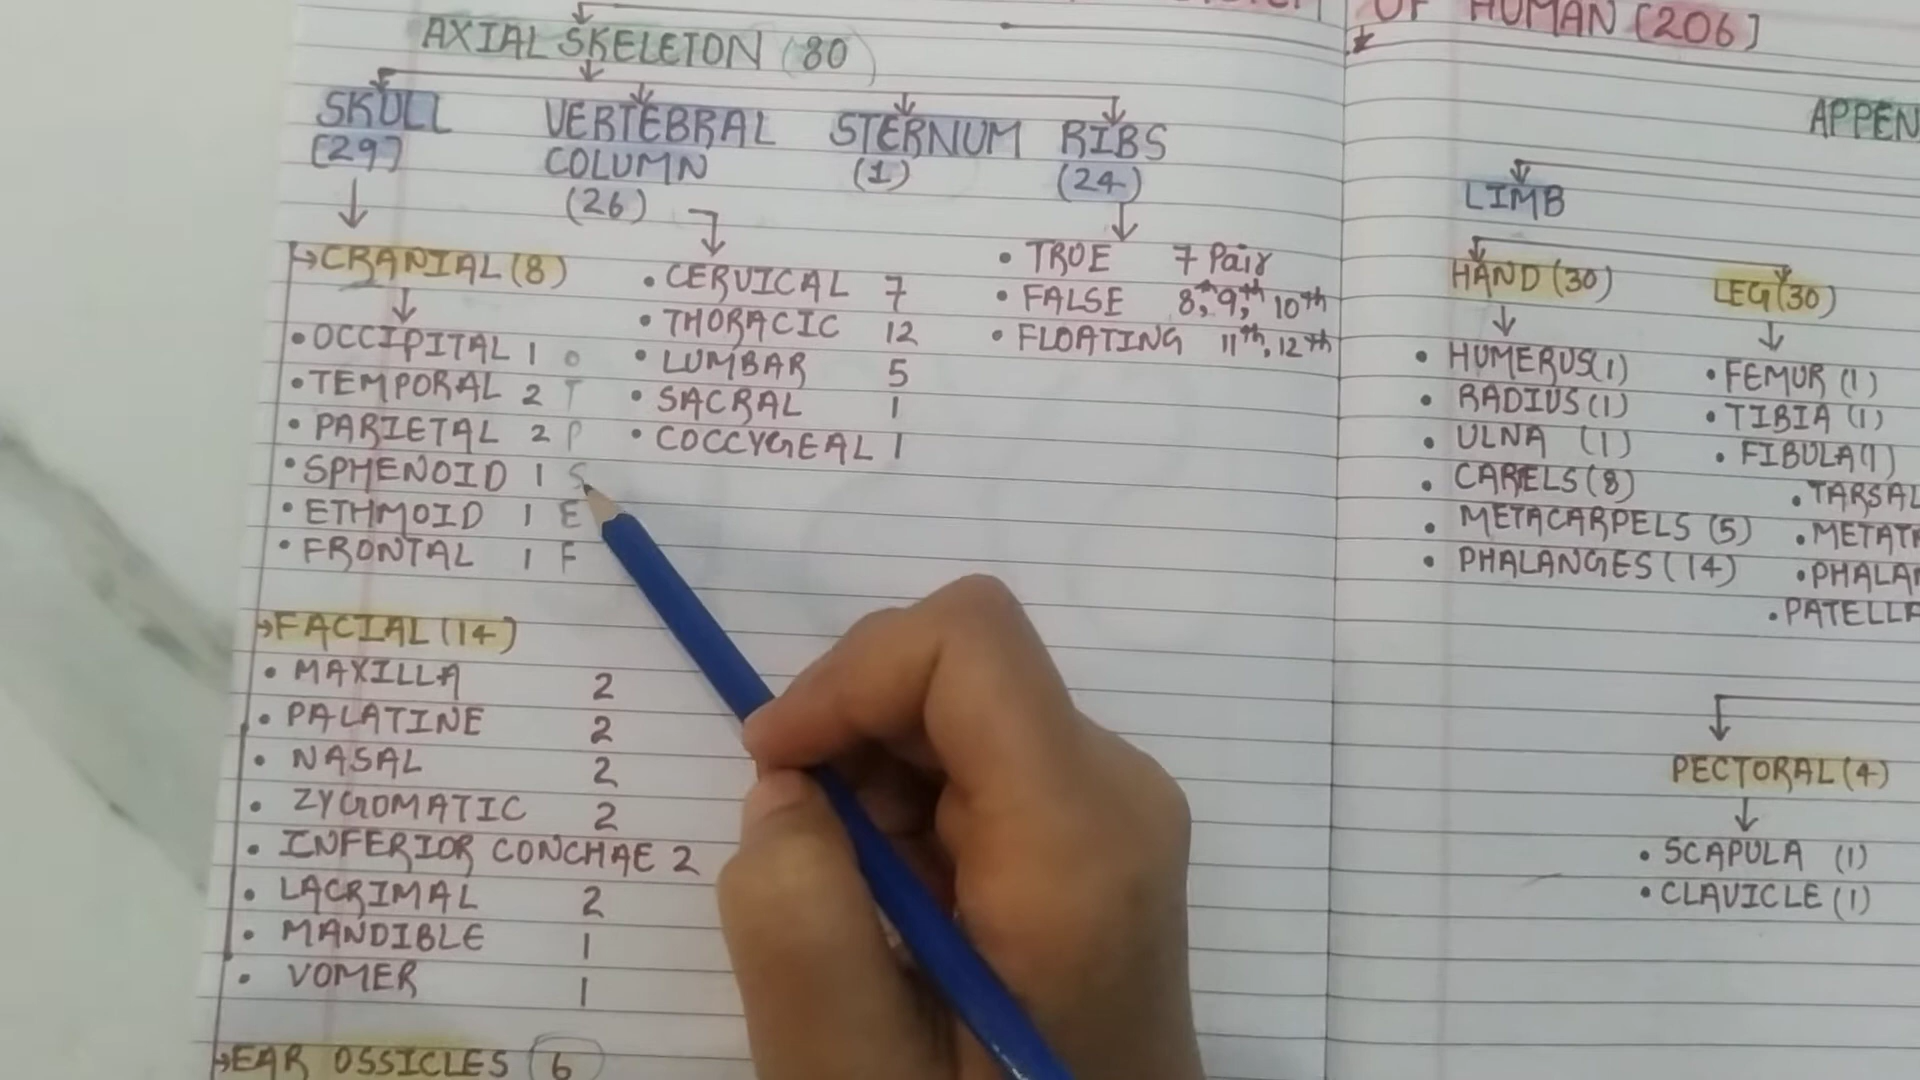 OF HUMAN [206]
AXIAL SKELETON (80)
SKULL
[29]
VERTEBRAL
COLUMN
(26)
STERNUM
(1)
RIBS
(24)
CRANIAL (8)
• OCCIPITAL 1 O
• TEMPORAL 2 T
• PARIETAL 2 P
• SPHENOID 1 S
• ETHMOID 1 E
• FRONTAL 1 F
FACIAL (14)
• MAXILLA 2
• PALATINE 2
• NASAL 2
• ZYGOMATIC 2
• INFERIOR CONCHAE 2
• LACRIMAL 2
• MANDIBLE 1
• VOMER 1
EAR OSSICLES (6
• CERVICAL 7
• THORACIC 12
• LUMBAR 5
• SACRAL 1
• COCCYGEAL 1
• TRUE 7 Pair
• FALSE 8th, 9th, 10th
• FLOATING 11th, 12th
APPEN
LIMB
HAND (30)
• HUMERUS (1)
• RADIUS (1)
• ULNA (1)
• CARPELS (8)
• METACARPELS (5)
• PHALANGES (14)
LEG (30)
• FEMUR (1)
• TIBIA (1)
• FIBULA (1)
• TARSAL
• METATA
• PHALAN
• PATELLA
PECTORAL (4)
• SCAPULA (1)
• CLAVICLE (1)